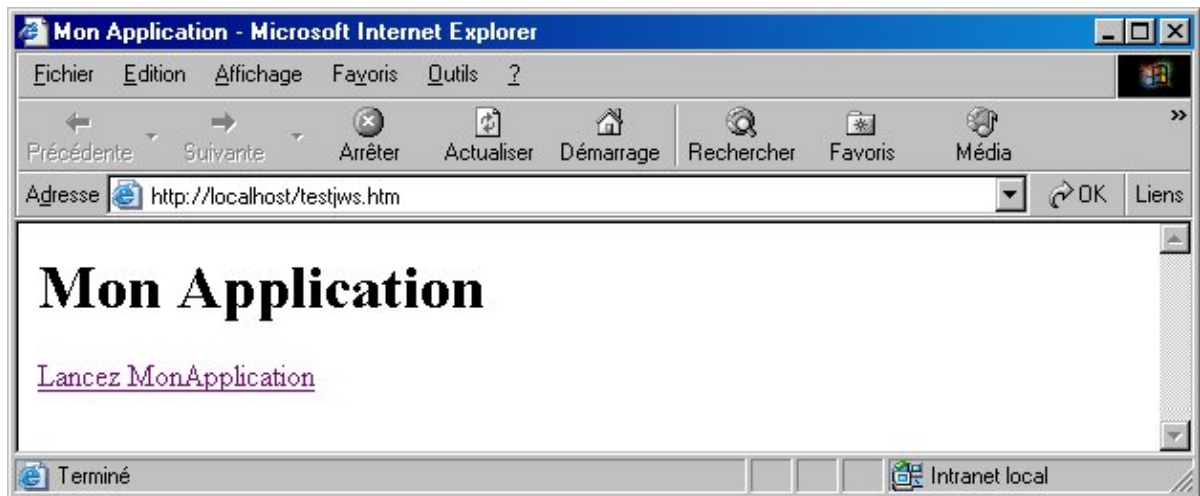 Mon Application - Microsoft Internet Explorer
Fichier Edition Affichage Favoris Outils ?
Précédente Suivante Arrêter Actualiser Démarrage Rechercher Favoris Média »
Adresse http://localhost/testjws.htm OK Liens
Mon Application
Lancez MonApplication
Terminé Intranet local